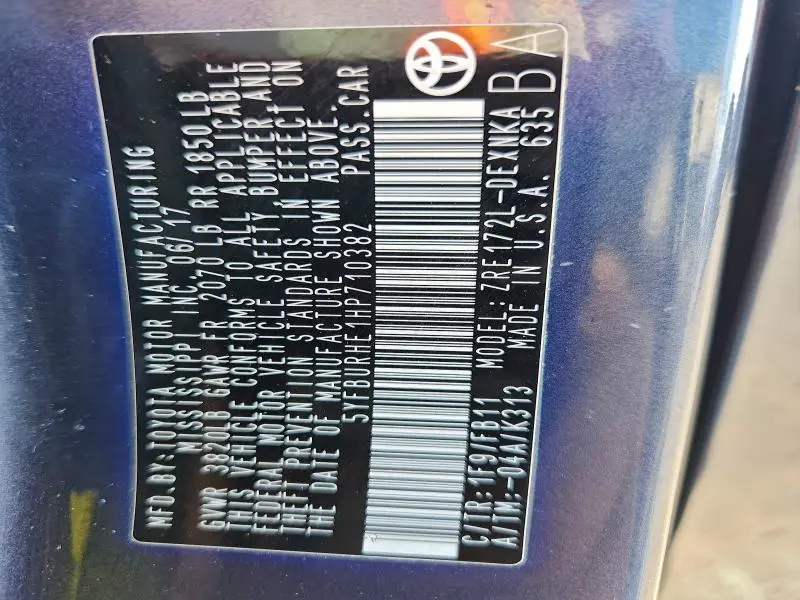 MFD.BY: TOYOTA MOTOR MANUFACTURING
MISSISSIPPI INC. 06/17
GVWR 3820LB GAWR FR 2070LB RR 1850LB
THIS VEHICLE CONFORMS TO ALL APPLICABLE
FEDERAL MOTOR VEHICLE SAFETY, BUMPER, AND
THEFT PREVENTION STANDARDS IN EFFECT ON
THE DATE OF MANUFACTURE SHOWN ABOVE.
5YFBURHE1HP710382 PASS.CAR
C/TR: 1F9/FB11 MODEL: ZRE172L-DEXNKA
A/TM: -04A/K313 MADE IN U.S.A. 635 BA